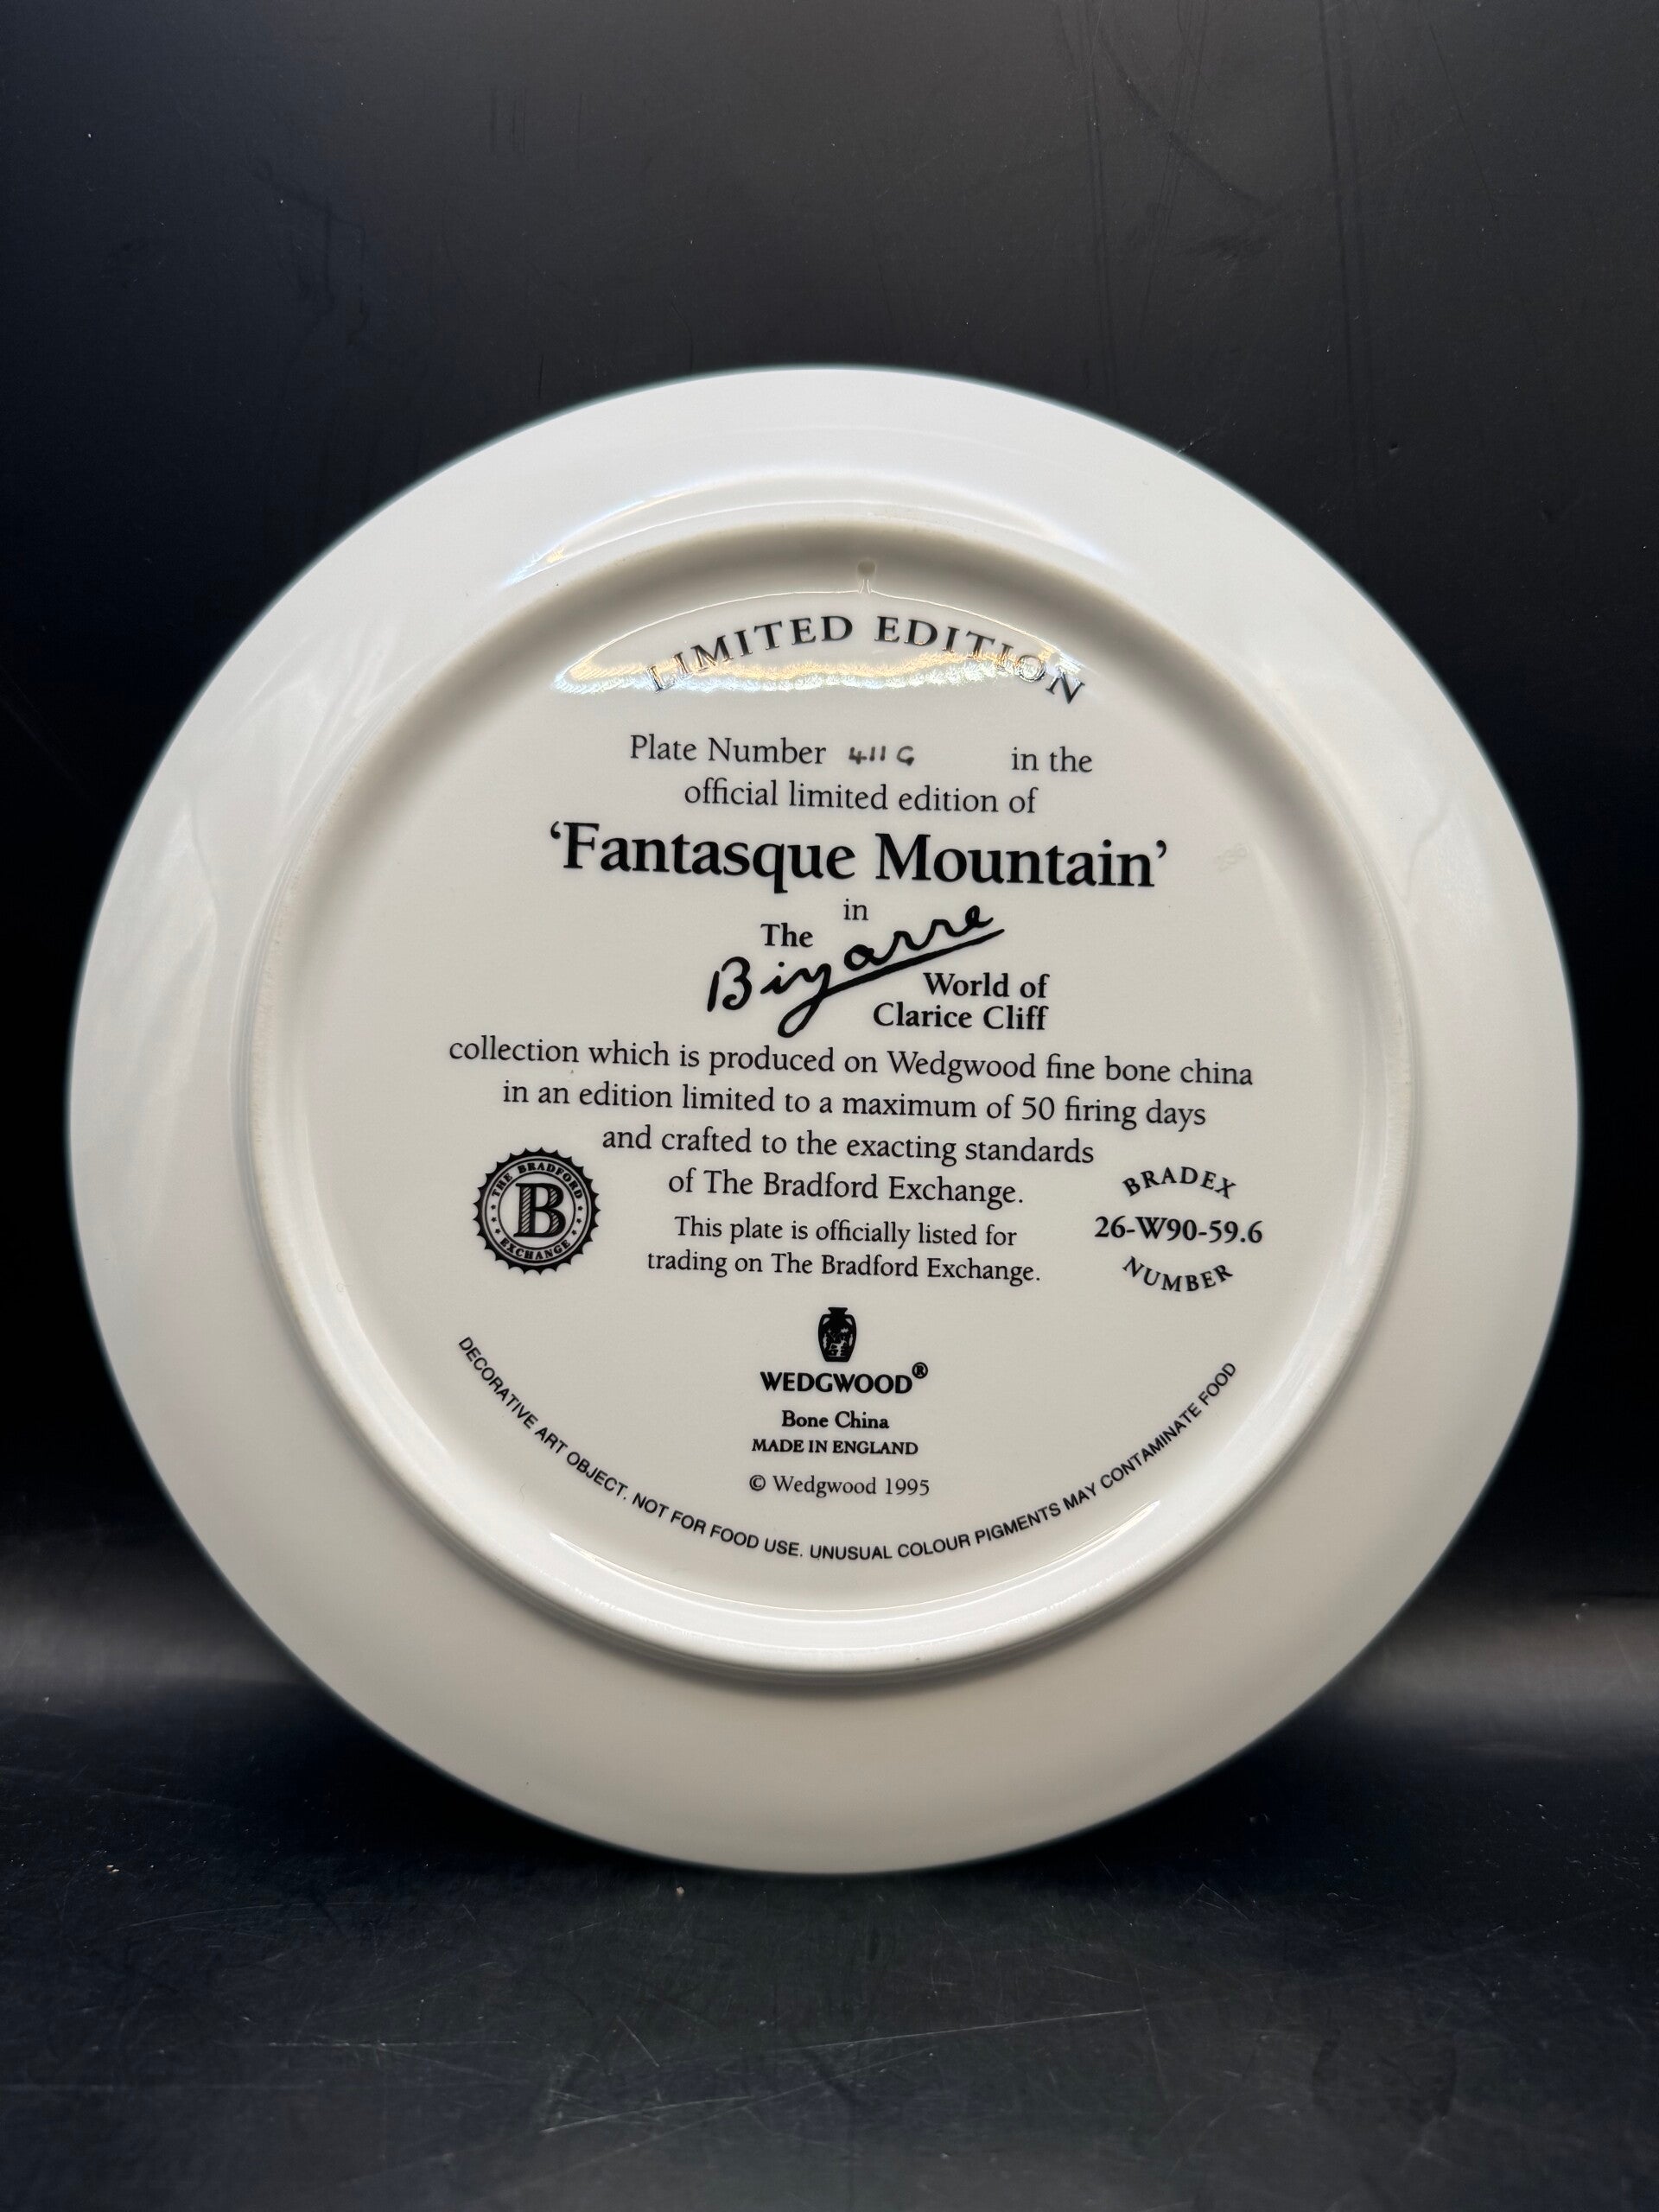 LIMITED EDITION
Plate Number 411G in the
official limited edition of
‘Fantasque Mountain’
in
The
Bizarre
World of
Clarice Cliff
collection which is produced on Wedgwood fine bone china
in an edition limited to a maximum of 50 firing days
and crafted to the exacting standards
of The Bradford Exchange.
This plate is officially listed for
trading on The Bradford Exchange.
THE BRADFORD
B
EXCHANGE
BRADEX
26-W90-59.6
NUMBER
WEDGWOOD®
Bone China
MADE IN ENGLAND
© Wedgwood 1995
DECORATIVE ART OBJECT. NOT FOR FOOD USE. UNUSUAL COLOUR PIGMENTS MAY CONTAMINATE FOOD